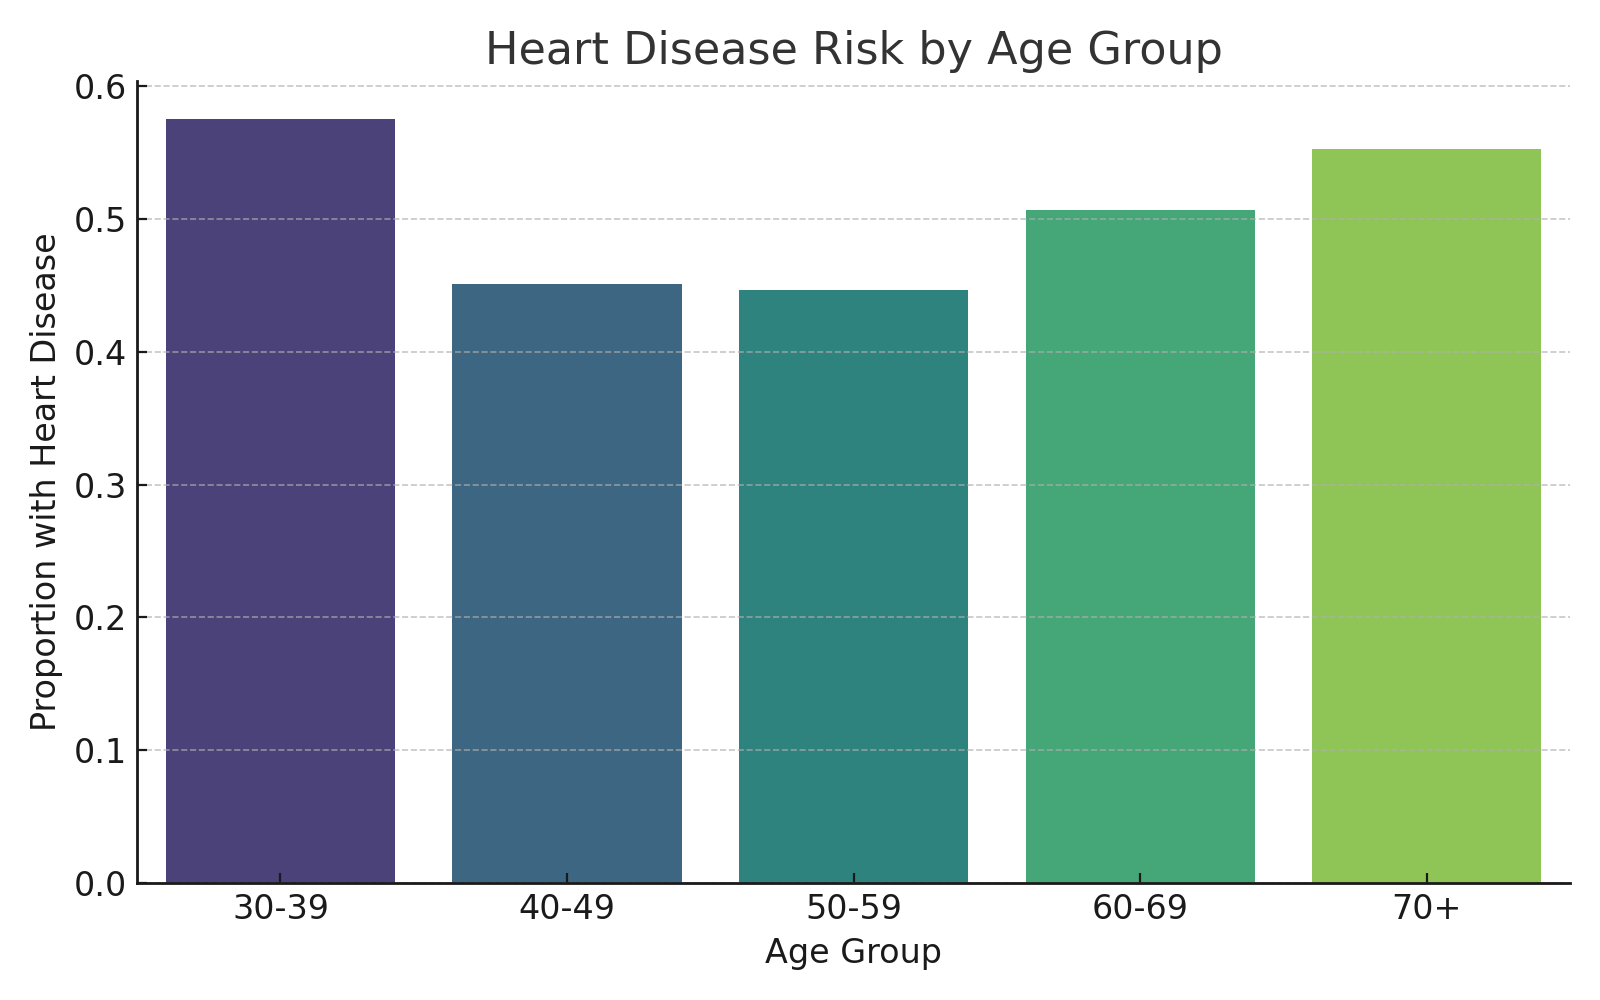 Heart Disease Risk by Age Group
Proportion with Heart Disease
0.6
0.5
0.4
0.3
0.2
0.1
0.0
30-39 40-49 50-59 60-69 70+
Age Group